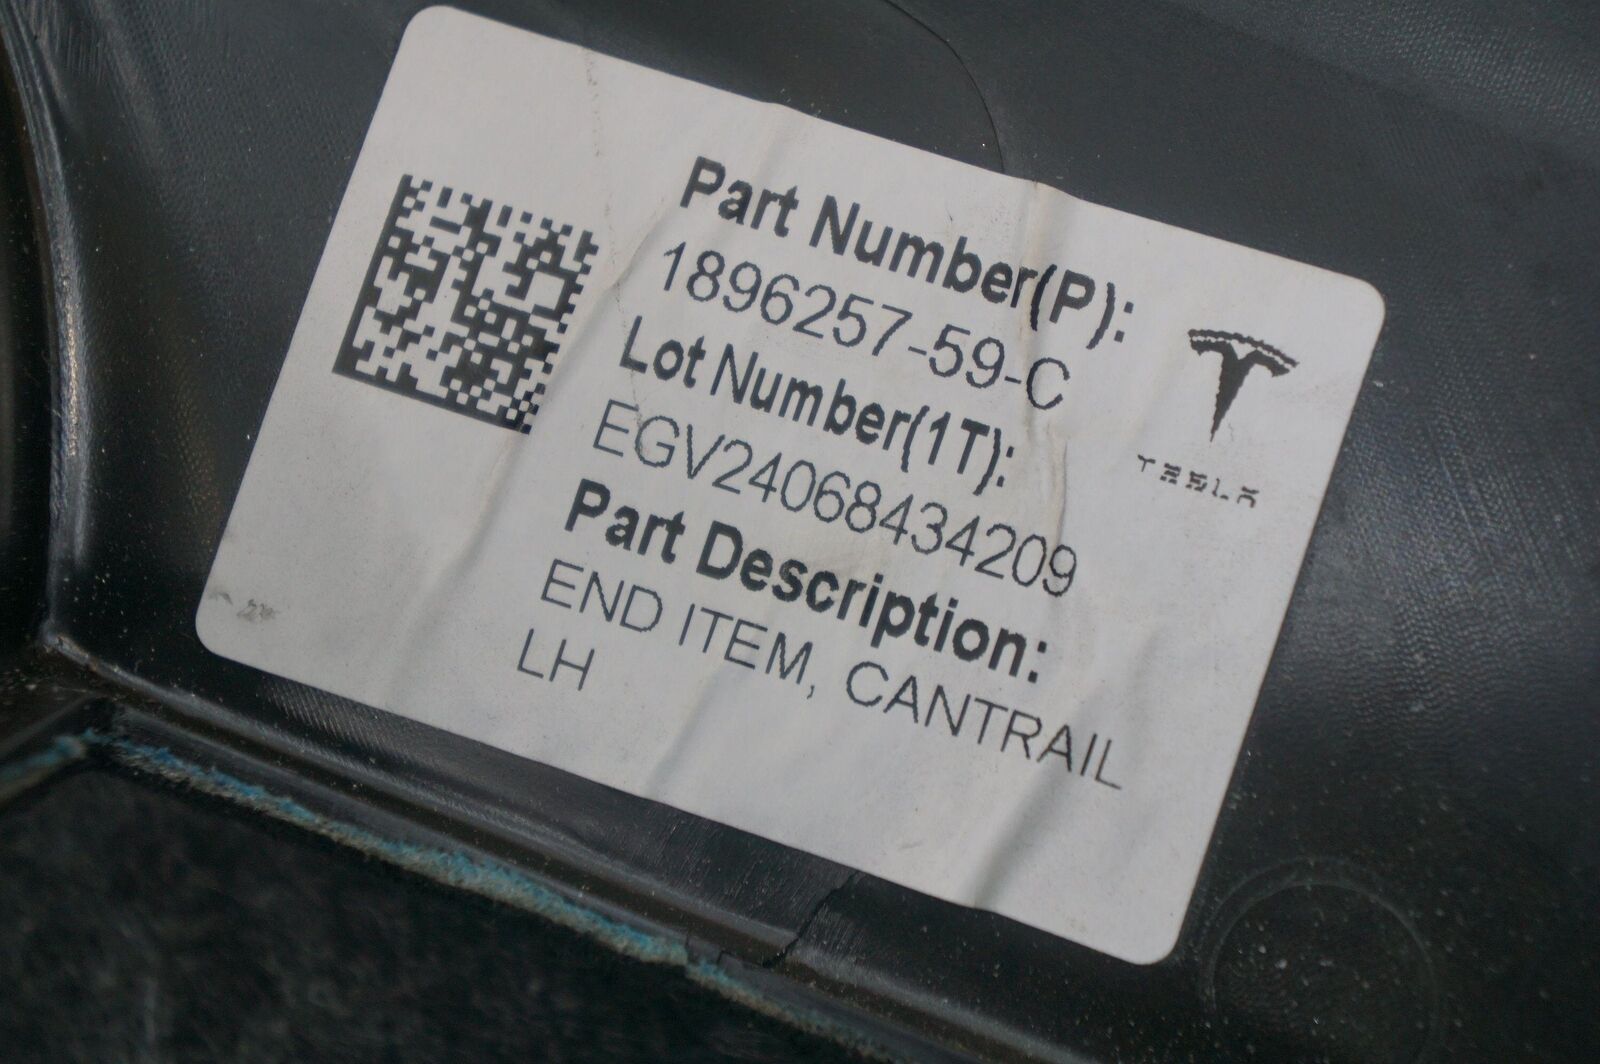 Part Number(P):
1896257-59-C
Lot Number(1T):
EGV24068434209
Part Description:
END ITEM, CANTRAIL
LH
TESLA